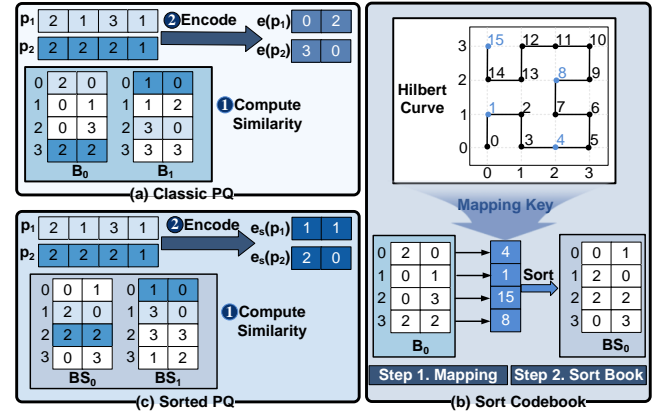 p1 2 1 3 1
p2 2 2 2 1
2 Encode
e(p1) 0 2
e(p2) 3 0
0 2 0
1 0 1
2 0 3
3 2 2
B0
1 0
1 2
3 0
3 3
B1
1 Compute
Similarity
(a) Classic PQ
p1 2 1 3 1
p2 2 2 2 1
2 Encode
es(p1) 1 1
es(p2) 2 0
0 0 1
1 2 0
2 2 2
3 0 3
BS0
1 0
3 0
3 3
1 2
BS1
1 Compute
Similarity
(c) Sorted PQ
Hilbert
Curve
3 15 12 11 10
2 14 13 8 9
1 1 2 7 6
0 0 3 4 5
0 1 2 3
Mapping Key
0 2 0 4
1 0 1 1
2 0 3 15
3 2 2 8
B0
Sort
0 0 1
1 2 0
2 2 2
3 0 3
BS0
Step 1. Mapping
Step 2. Sort Book
(b) Sort Codebook